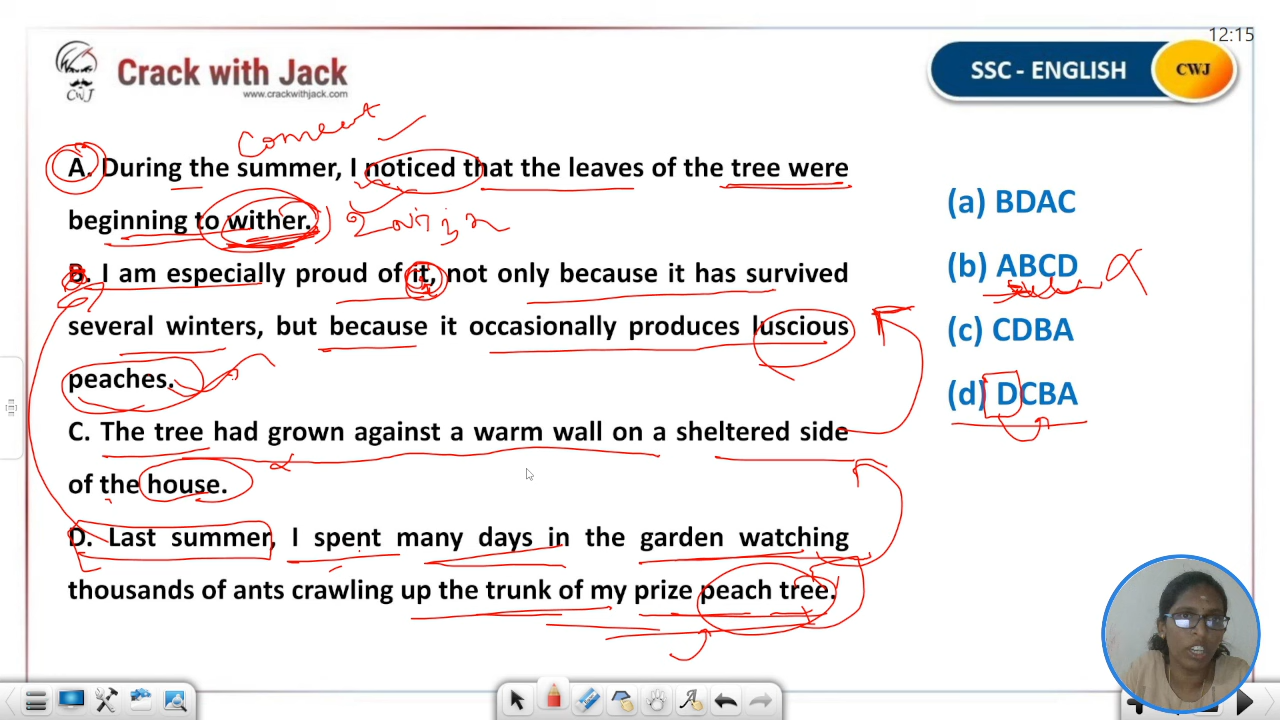 12:15
Crack with Jack
www.crackwithjack.com
CWJ
SSC - ENGLISH
CWJ
A. During the summer, I noticed that the leaves of the tree were
beginning to wither.
B. I am especially proud of it, not only because it has survived
several winters, but because it occasionally produces luscious
peaches.
C. The tree had grown against a warm wall on a sheltered side
of the house.
D. Last summer, I spent many days in the garden watching
thousands of ants crawling up the trunk of my prize peach tree.
(a) BDAC
(b) ABCD
(c) CDBA
(d) DCBA